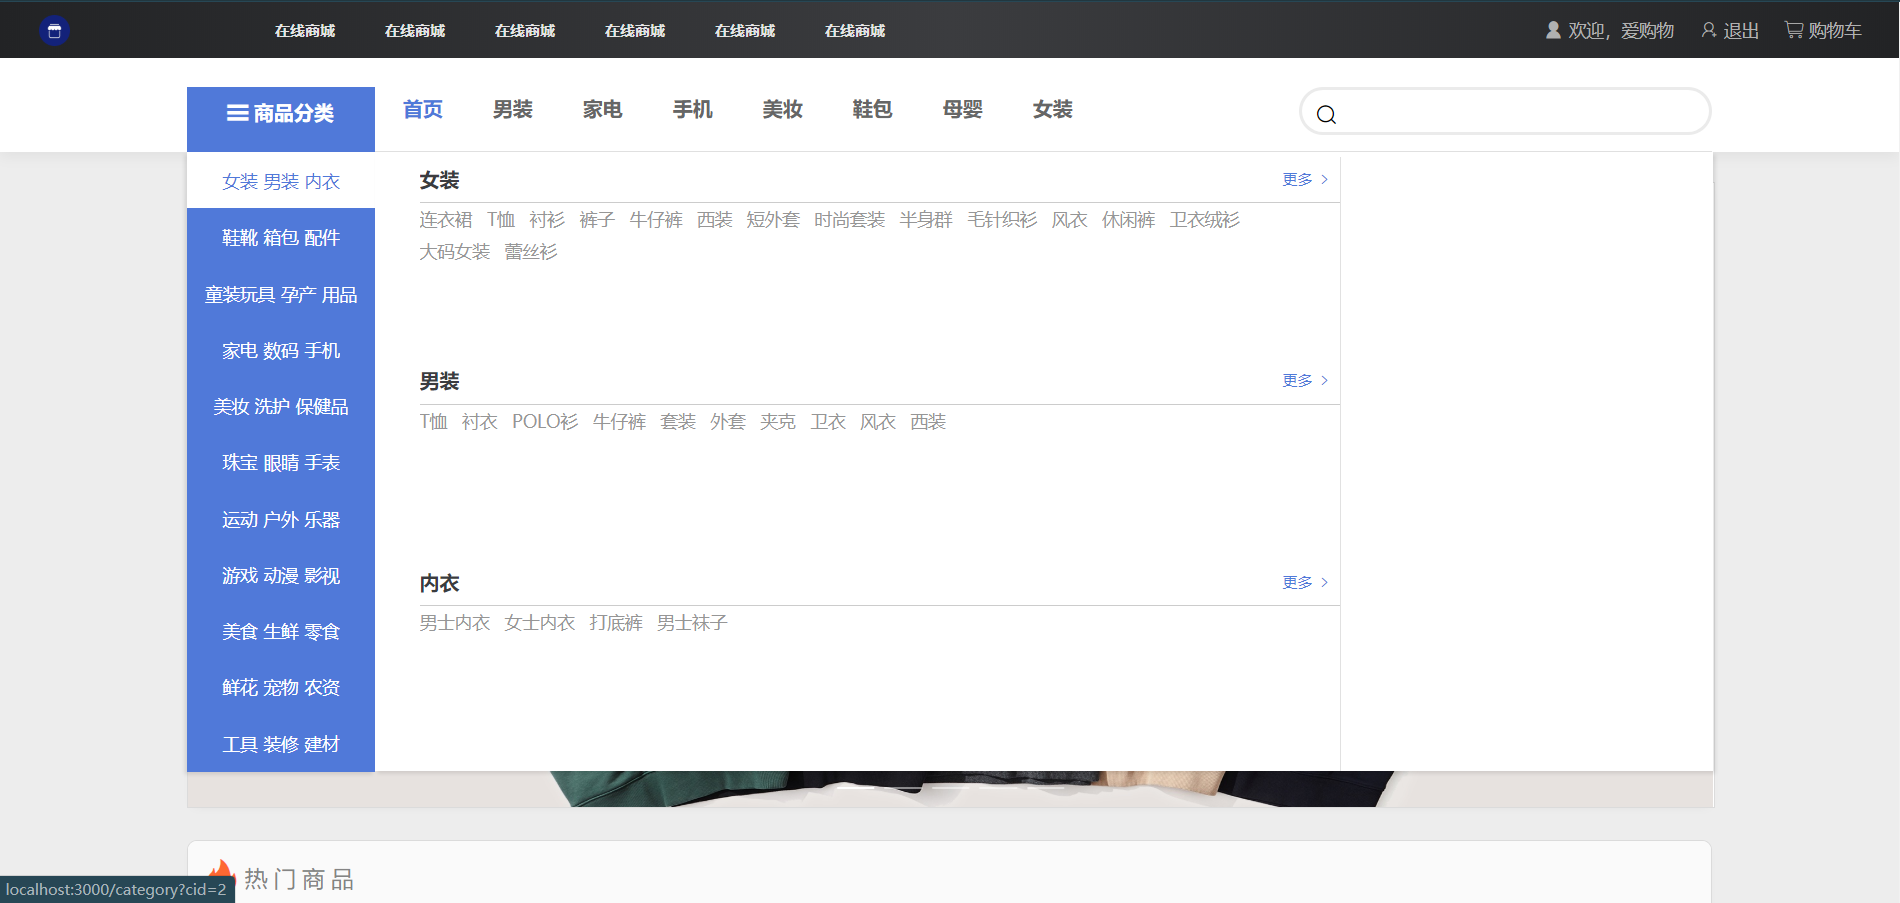 在线商城 在线商城 在线商城 在线商城 在线商城 在线商城 欢迎，爱购物 退出 购物车
商品分类 首页 男装 家电 手机 美妆 鞋包 母婴 女装
女装 男装 内衣
鞋靴 箱包 配件
童装玩具 孕产 用品
家电 数码 手机
美妆 洗护 保健品
珠宝 眼睛 手表
运动 户外 乐器
游戏 动漫 影视
美食 生鲜 零食
鲜花 宠物 农资
工具 装修 建材
女装 更多 >
连衣裙 T恤 衬衫 裤子 牛仔裤 西装 短外套 时尚套装 半身群 毛针织衫 风衣 休闲裤 卫衣绒衫
大码女装 蕾丝衫
男装 更多 >
T恤 衬衣 POLO衫 牛仔裤 套装 外套 夹克 卫衣 风衣 西装
内衣 更多 >
男士内衣 女士内衣 打底裤 男士袜子
热门商品
localhost:3000/category?cid=2